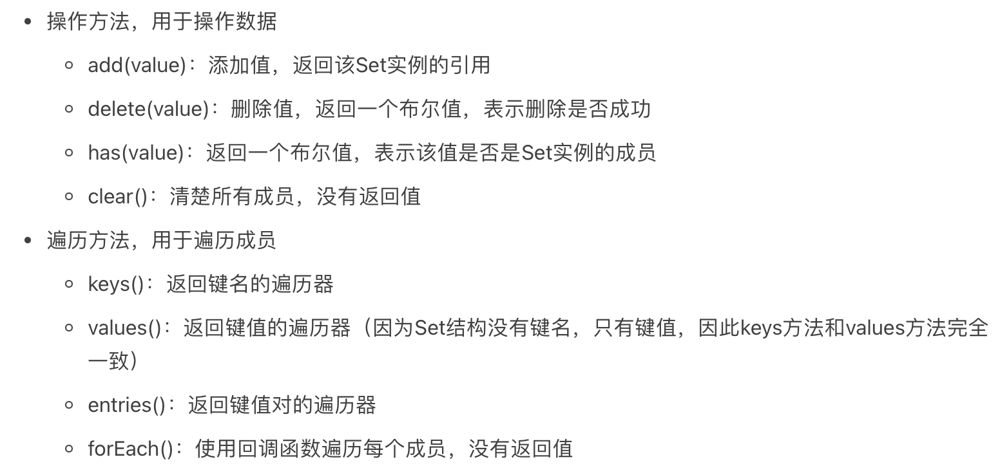 操作方法，用于操作数据
add(value)：添加值，返回该Set实例的引用
delete(value)：删除值，返回一个布尔值，表示删除是否成功
has(value)：返回一个布尔值，表示该值是否是Set实例的成员
clear()：清楚所有成员，没有返回值
遍历方法，用于遍历成员
keys()：返回键名的遍历器
values()：返回键值的遍历器（因为Set结构没有键名，只有键值，因此keys方法和values方法完全
一致）
entries()：返回键值对的遍历器
forEach()：使用回调函数遍历每个成员，没有返回值